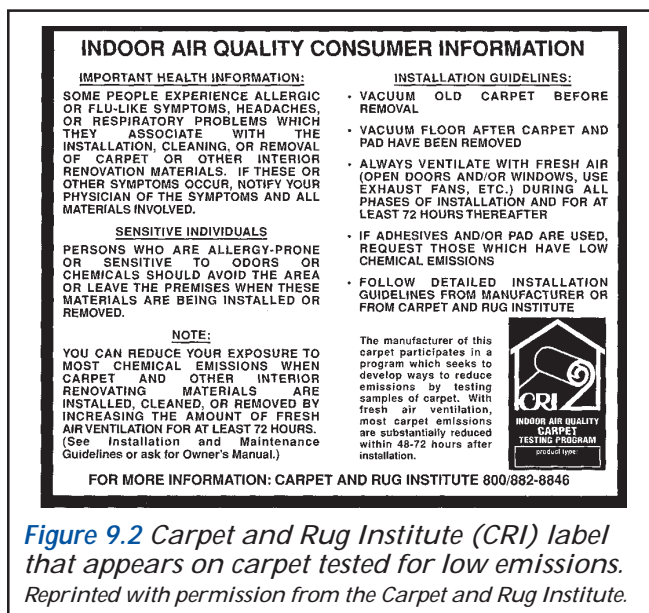 INDOOR AIR QUALITY CONSUMER INFORMATION
IMPORTANT HEALTH INFORMATION:
SOME PEOPLE EXPERIENCE ALLERGIC
OR FLU-LIKE SYMPTOMS, HEADACHES,
OR RESPIRATORY PROBLEMS WHICH
THEY ASSOCIATE WITH THE
INSTALLATION, CLEANING, OR REMOVAL
OF CARPET OR OTHER INTERIOR
RENOVATION MATERIALS. IF THESE OR
OTHER SYMPTOMS OCCUR, NOTIFY YOUR
PHYSICIAN OF THE SYMPTOMS AND ALL
MATERIALS INVOLVED.
SENSITIVE INDIVIDUALS
PERSONS WHO ARE ALLERGY-PRONE
OR SENSITIVE TO ODORS OR
CHEMICALS SHOULD AVOID THE AREA
OR LEAVE THE PREMISES WHEN THESE
MATERIALS ARE BEING INSTALLED OR
REMOVED.
NOTE:
YOU CAN REDUCE YOUR EXPOSURE TO
MOST CHEMICAL EMISSIONS WHEN
CARPET AND OTHER INTERIOR
RENOVATING MATERIALS ARE
INSTALLED, CLEANED, OR REMOVED BY
INCREASING THE AMOUNT OF FRESH
AIR VENTILATION FOR AT LEAST 72 HOURS.
(See Installation and Maintenance
Guidelines or ask for Owner's Manual.)
INSTALLATION GUIDELINES:
• VACUUM OLD CARPET BEFORE
REMOVAL
• VACUUM FLOOR AFTER CARPET AND
PAD HAVE BEEN REMOVED
• ALWAYS VENTILATE WITH FRESH AIR
(OPEN DOORS AND/OR WINDOWS, USE
EXHAUST FANS, ETC.) DURING ALL
PHASES OF INSTALLATION AND FOR AT
LEAST 72 HOURS THEREAFTER
• IF ADHESIVES AND/OR PAD ARE USED,
REQUEST THOSE WHICH HAVE LOW
CHEMICAL EMISSIONS
• FOLLOW DETAILED INSTALLATION
GUIDELINES FROM MANUFACTURER OR
FROM CARPET AND RUG INSTITUTE
The manufacturer of this
carpet participates in a
program which seeks to
develop ways to reduce
emissions by testing
samples of carpet. With
fresh air ventilation,
most carpet emissions
are substantially reduced
within 48-72 hours after
installation.
CRI
INDOOR AIR QUALITY
CARPET
TESTING PROGRAM
product type:
FOR MORE INFORMATION: CARPET AND RUG INSTITUTE 800/882-8846
Figure 9.2 Carpet and Rug Institute (CRI) label
that appears on carpet tested for low emissions.
Reprinted with permission from the Carpet and Rug Institute.